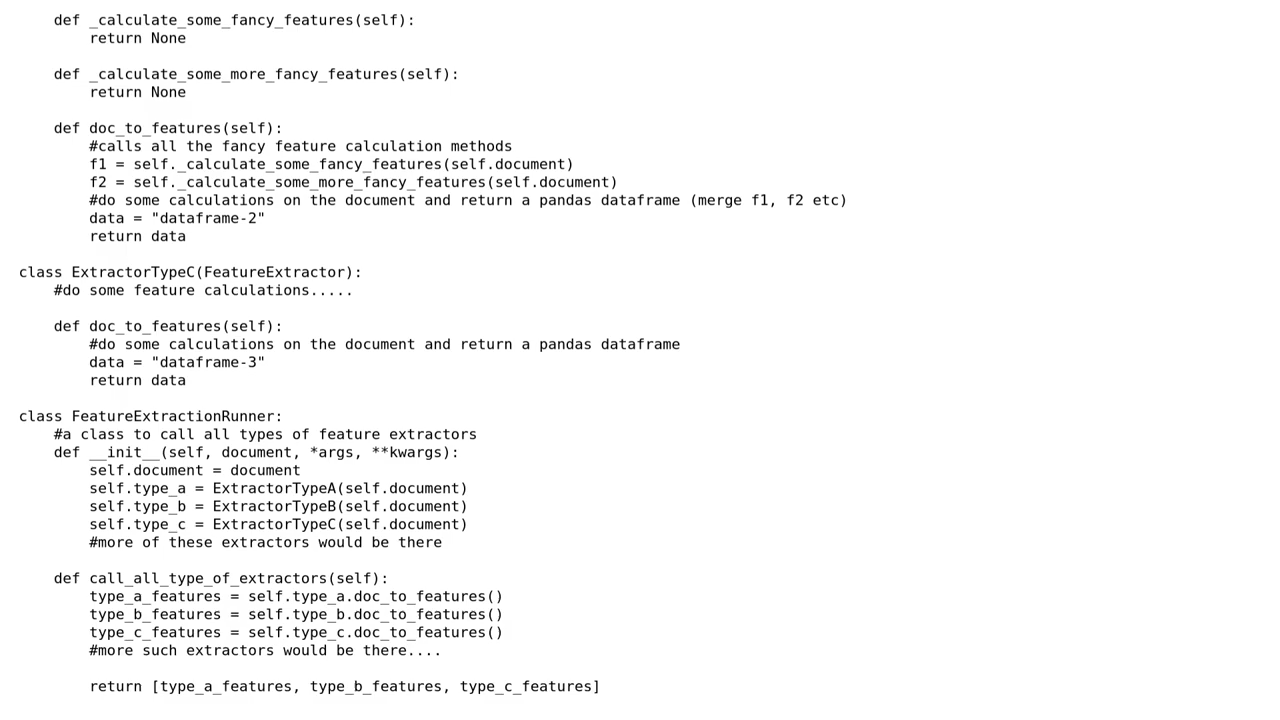 def _calculate_some_fancy_features(self):
        return None

    def _calculate_some_more_fancy_features(self):
        return None

    def doc_to_features(self):
        #calls all the fancy feature calculation methods
        f1 = self._calculate_some_fancy_features(self.document)
        f2 = self._calculate_some_more_fancy_features(self.document)
        #do some calculations on the document and return a pandas dataframe (merge f1, f2 etc)
        data = "dataframe-2"
        return data

class ExtractorTypeC(FeatureExtractor):
    #do some feature calculations.....

    def doc_to_features(self):
        #do some calculations on the document and return a pandas dataframe
        data = "dataframe-3"
        return data

class FeatureExtractionRunner:
    #a class to call all types of feature extractors
    def __init__(self, document, *args, **kwargs):
        self.document = document
        self.type_a = ExtractorTypeA(self.document)
        self.type_b = ExtractorTypeB(self.document)
        self.type_c = ExtractorTypeC(self.document)
        #more of these extractors would be there

    def call_all_type_of_extractors(self):
        type_a_features = self.type_a.doc_to_features()
        type_b_features = self.type_b.doc_to_features()
        type_c_features = self.type_c.doc_to_features()
        #more such extractors would be there....

        return [type_a_features, type_b_features, type_c_features]